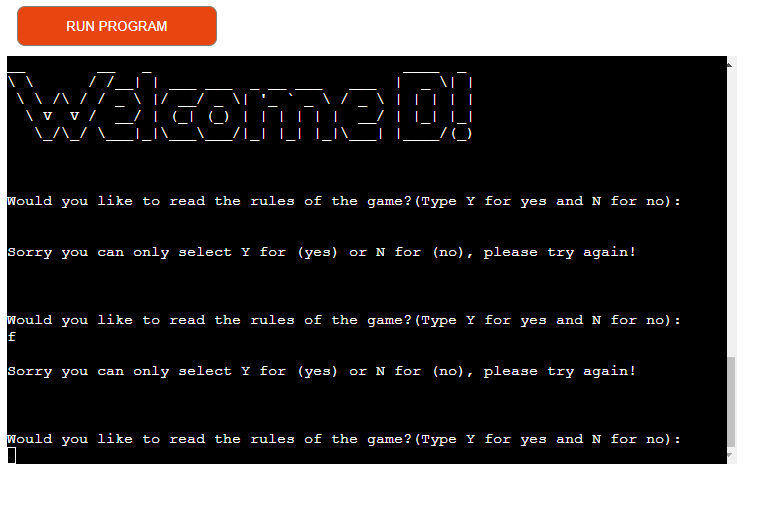 RUN PROGRAM
Welcome D!
Would you like to read the rules of the game?(Type Y for yes and N for no):
Sorry you can only select Y for (yes) or N for (no), please try again!
Would you like to read the rules of the game?(Type Y for yes and N for no):
f
Sorry you can only select Y for (yes) or N for (no), please try again!
Would you like to read the rules of the game?(Type Y for yes and N for no):